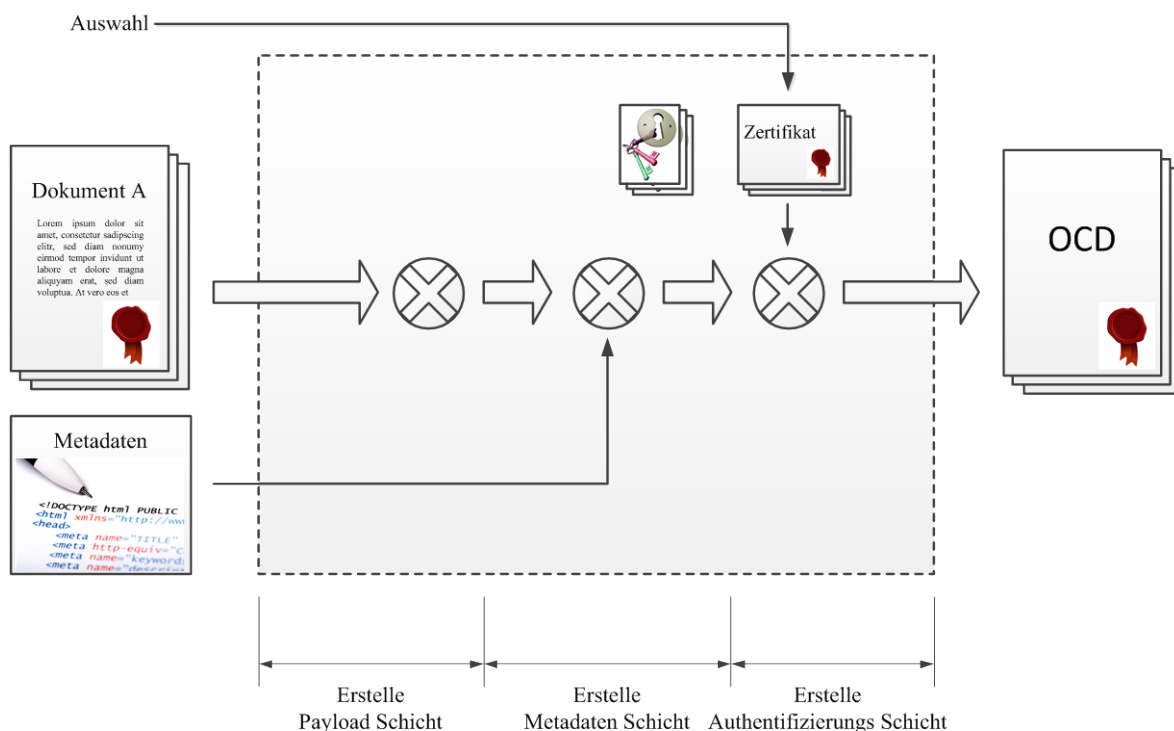 Auswahl
Zertifikat
Dokument A
Lorem ipsum dolor sit
amet, consetetur sadipscing
elitr, sed diam nonumy
eirmod tempor invidunt ut
labore et dolore magna
aliquyam erat, sed diam
voluptua. At vero eos et
OCD
Metadaten
<!DOCTYPE html PUBLIC
<html xmlns="http://ww
<head>
<meta name="TITLE"
<meta http-equiv="C
<meta name="keyword
<meta name="descri
Erstelle
Payload Schicht
Erstelle
Metadaten Schicht
Erstelle
Authentifizierungs Schicht